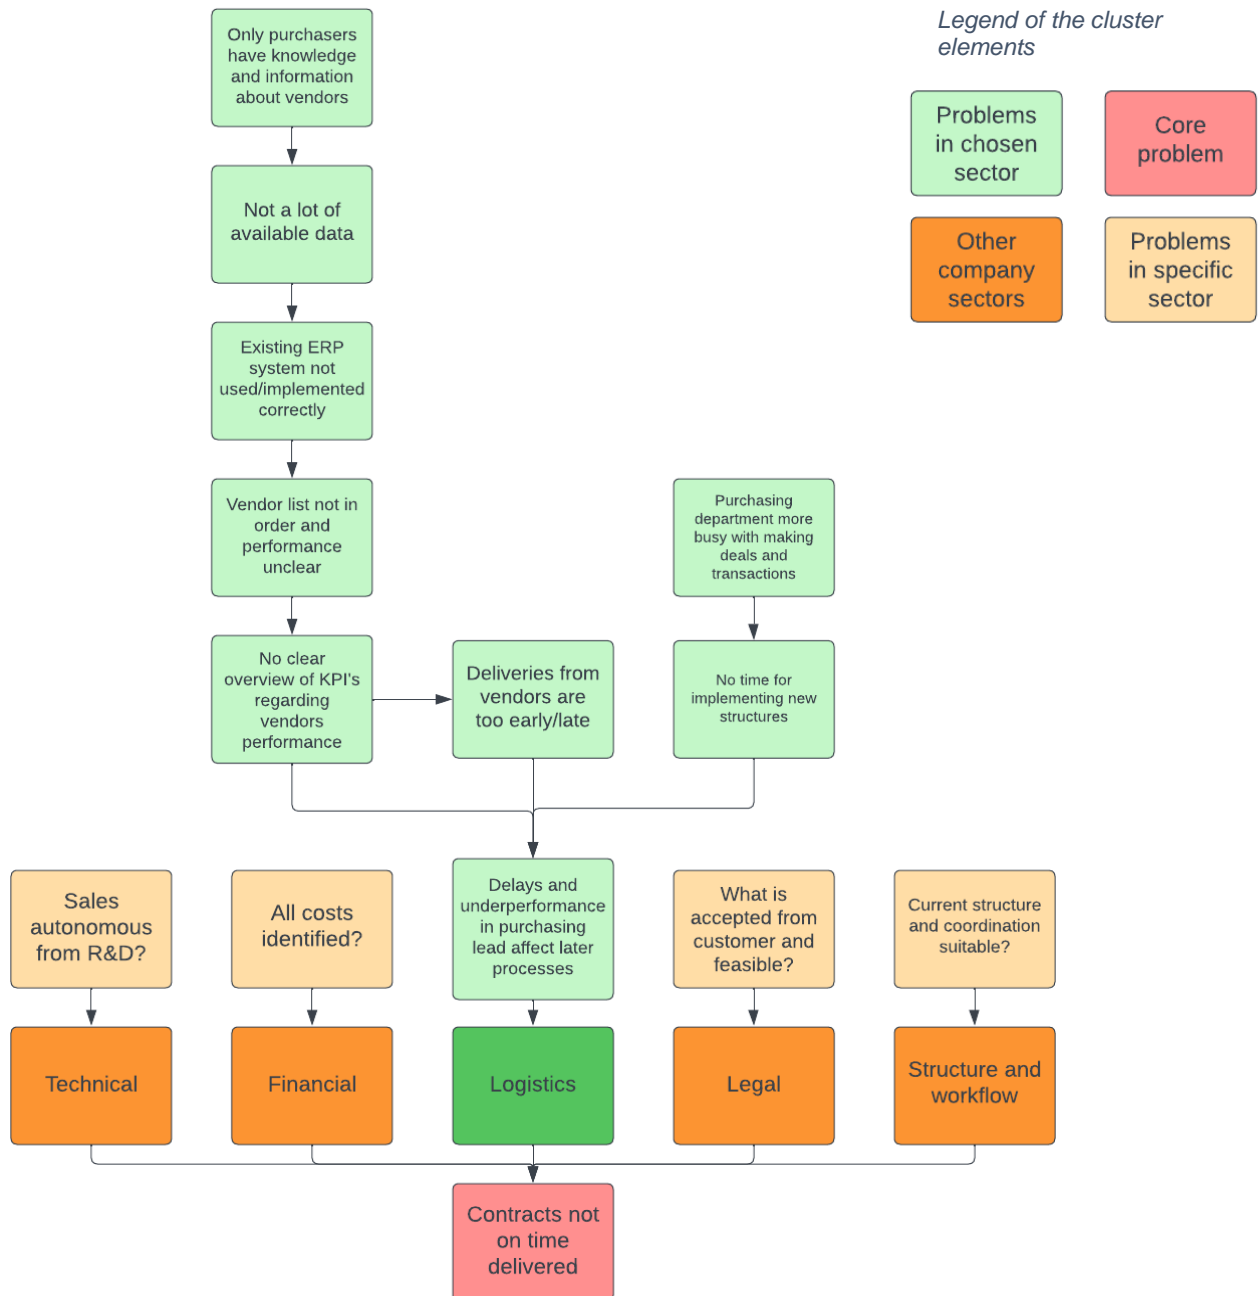 Legend of the cluster
elements
Problems
in chosen
sector
Core
problem
Other
company
sectors
Problems
in specific
sector
Only purchasers
have knowledge
and information
about vendors
Not a lot of
available data
Existing ERP
system not
used/implemented
correctly
Vendor list not in
order and
performance
unclear
Purchasing
department more
busy with making
deals and
transactions
No clear
overview of KPI's
regarding
vendors
performance
Deliveries from
vendors are
too early/late
No time for
implementing new
structures
Sales
autonomous
from R&D?
All costs
identified?
Delays and
underperformance
in purchasing
lead affect later
processes
What is
accepted from
customer and
feasible?
Current structure
and coordination
suitable?
Technical
Financial
Logistics
Legal
Structure and
workflow
Contracts not
on time
delivered